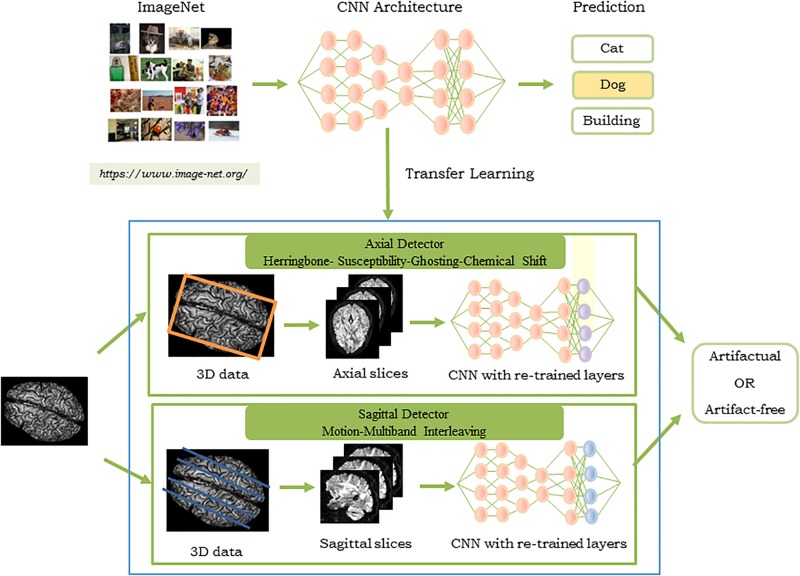 ImageNet
CNN Architecture
Prediction
Cat
Dog
Building
https://www.image-net.org/
Transfer Learning
Axial Detector
Herringbone- Susceptibility-Ghosting-Chemical Shift
3D data
Axial slices
CNN with re-trained layers
Artifactual
OR
Artifact-free
Sagittal Detector
Motion-Multiband Interleaving
3D data
Sagittal slices
CNN with re-trained layers